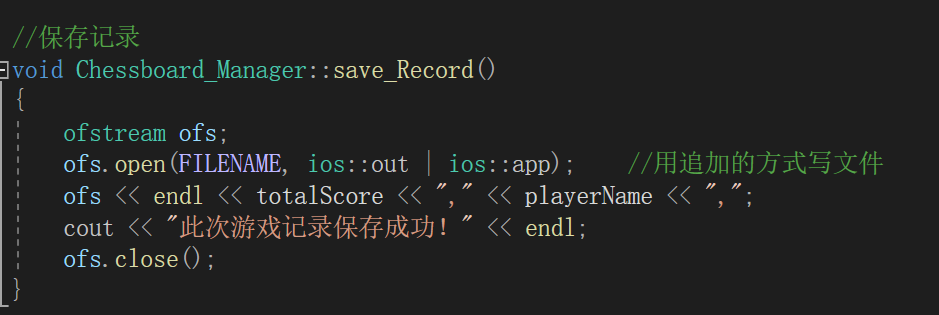 //保存记录
void Chessboard_Manager::save_Record()
{
ofstream ofs;
ofs.open(FILENAME, ios::out | ios::app);    //用追加的方式写文件
ofs << endl << totalScore << "," << playerName << ",";
cout << "此次游戏记录保存成功！" << endl;
ofs.close();
}